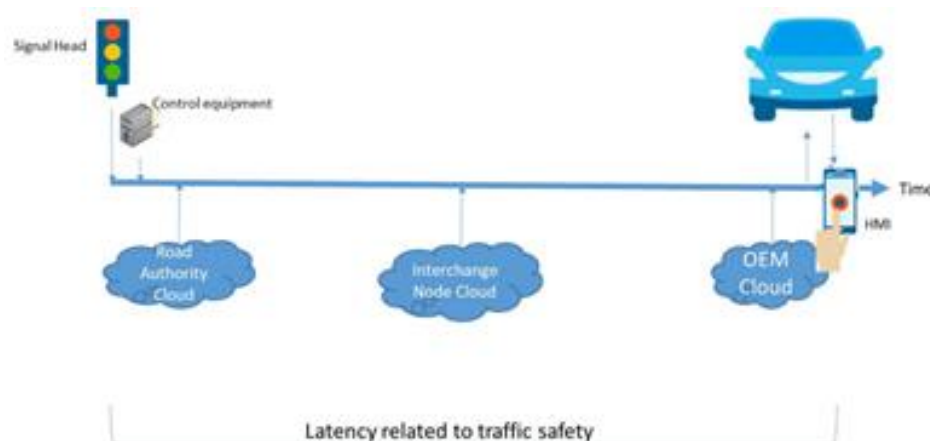 Signal Head
Control equipment
Time
HMI
Road
Authority
Cloud
Interchange
Node Cloud
OEM
Cloud
Latency related to traffic safety